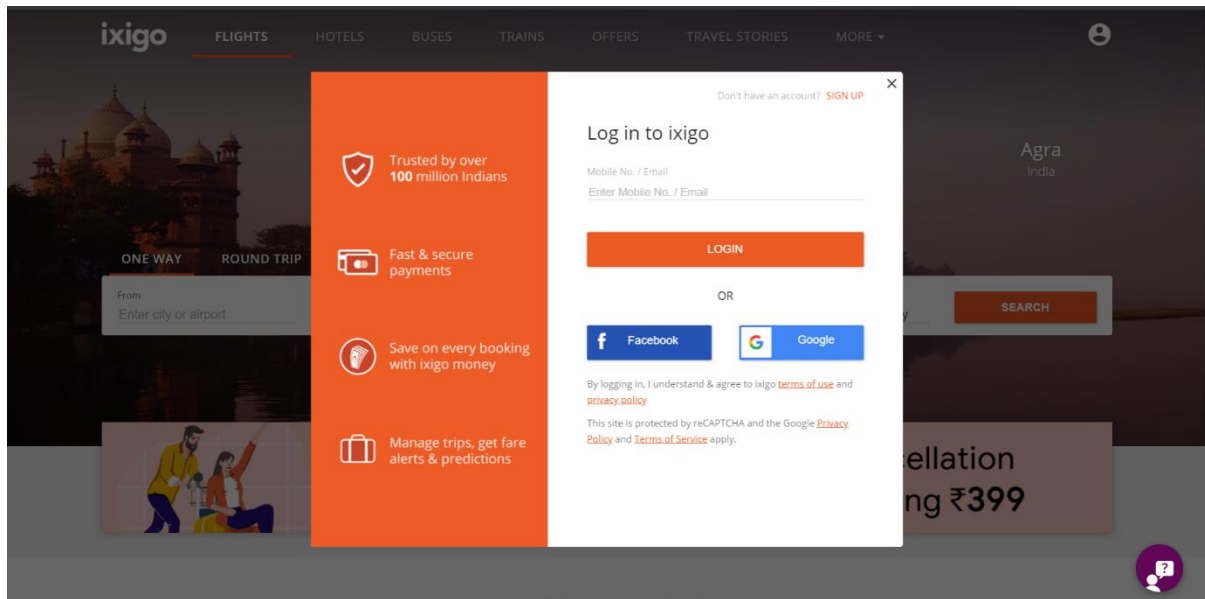 ixigo
FLIGHTS
HOTELS
BUSES
TRAINS
OFFERS
TRAVEL STORIES
MORE
Agra
India
ONE WAY
ROUND TRIP
From
Enter city or airport
SEARCH
Trusted by over
100 million Indians
Fast & secure
payments
Save on every booking
with ixigo money
Manage trips, get fare
alerts & predictions
Don't have an account? SIGN UP
Log in to ixigo
Mobile No. / Email
Enter Mobile No. / Email
LOGIN
OR
f Facebook
G Google
By logging in, I understand & agree to ixigo terms of use and
privacy policy
This site is protected by reCAPTCHA and the Google Privacy
Policy and Terms of Service apply.
ellation
ng ₹399